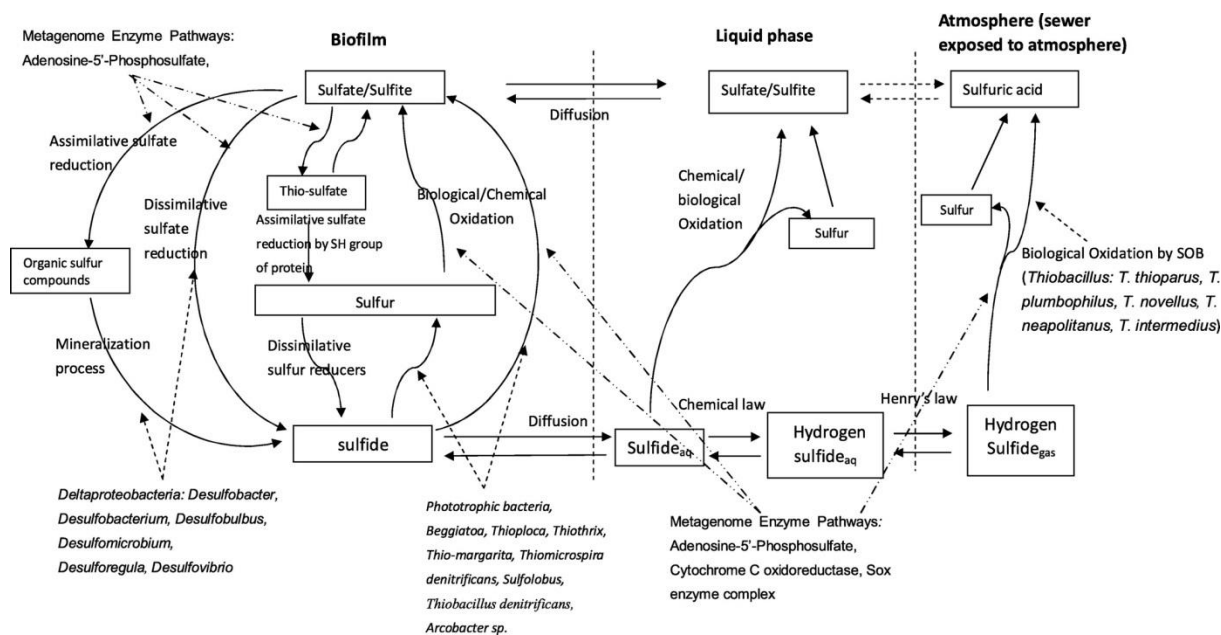 Metagenome Enzyme Pathways:
Adenosine-5'-Phosphosulfate,
Biofilm
Liquid phase
Atmosphere (sewer
exposed to atmosphere)
Sulfate/Sulfite
Diffusion
Sulfate/Sulfite
Sulfuric acid
Assimilative sulfate
reduction
Thio-sulfate
Dissimilative
sulfate
reduction
Assimilative sulfate
reduction by SH group
of protein
Biological/Chemical
Oxidation
Chemical/
biological
Oxidation
Sulfur
Sulfur
Organic sulfur
compounds
Sulfur
Biological Oxidation by SOB
(Thiobacillus: T. thioparus, T.
plumbophilus, T. novellus, T.
neapolitanus, T. intermedius)
Mineralization
process
Dissimilative
sulfur reducers
sulfide
Diffusion
Sulfideaq
Chemical law
Hydrogen
sulfideaq
Henry's law
Hydrogen
Sulfidegas
Deltaproteobacteria: Desulfobacter,
Desulfobacterium, Desulfobulbus,
Desulfomicrobium,
Desulforegula, Desulfovibrio
Phototrophic bacteria,
Beggiatoa, Thioploca, Thiothrix,
Thio-margarita, Thiomicrospira
denitrificans, Sulfolobus,
Thiobacillus denitrificans,
Arcobacter sp.
Metagenome Enzyme Pathways:
Adenosine-5'-Phosphosulfate,
Cytochrome C oxidoreductase, Sox
enzyme complex